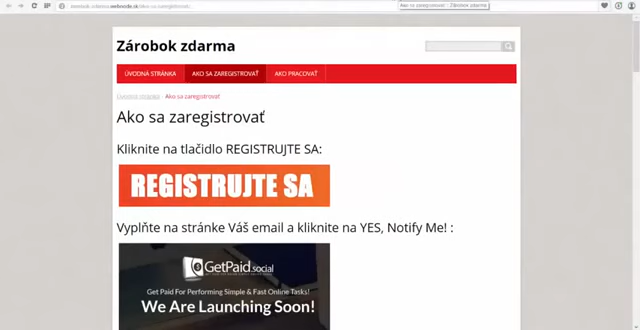 Ako sa zaregistrovať :: Zárobok zdarma
Zárobok zdarma
ÚVODNÁ STRÁNKA
AKO SA ZAREGISTROVAŤ
AKO PRACOVAŤ
Úvodná stránka > Ako sa zaregistrovať
Ako sa zaregistrovať
Kliknite na tlačidlo REGISTRUJTE SA:
REGISTRUJTE SA
Vyplňte na stránke Váš email a kliknite na YES, Notify Me! :
GetPaid.social
Get Paid For Performing Simple & Fast Online Tasks!
We Are Launching Soon!